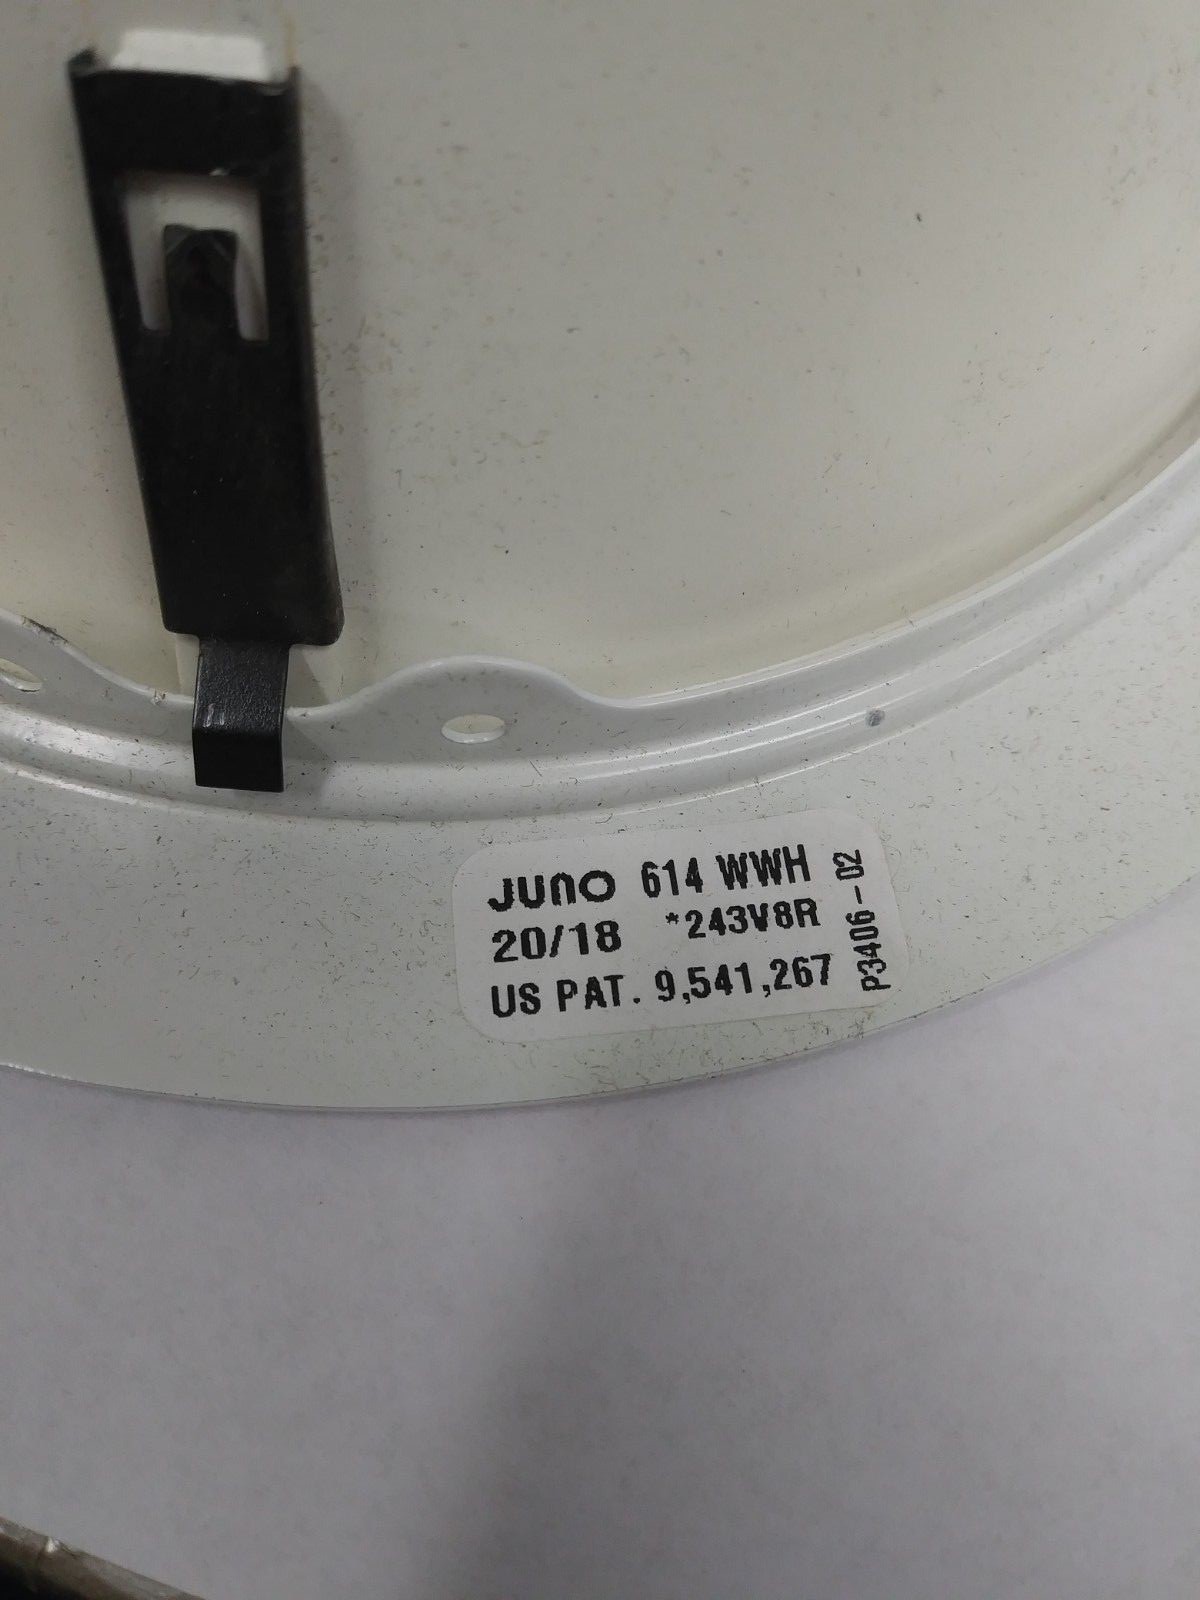 Juno 614 WWH
20/18 *243V8R
US PAT. 9,541,267
P3406-02